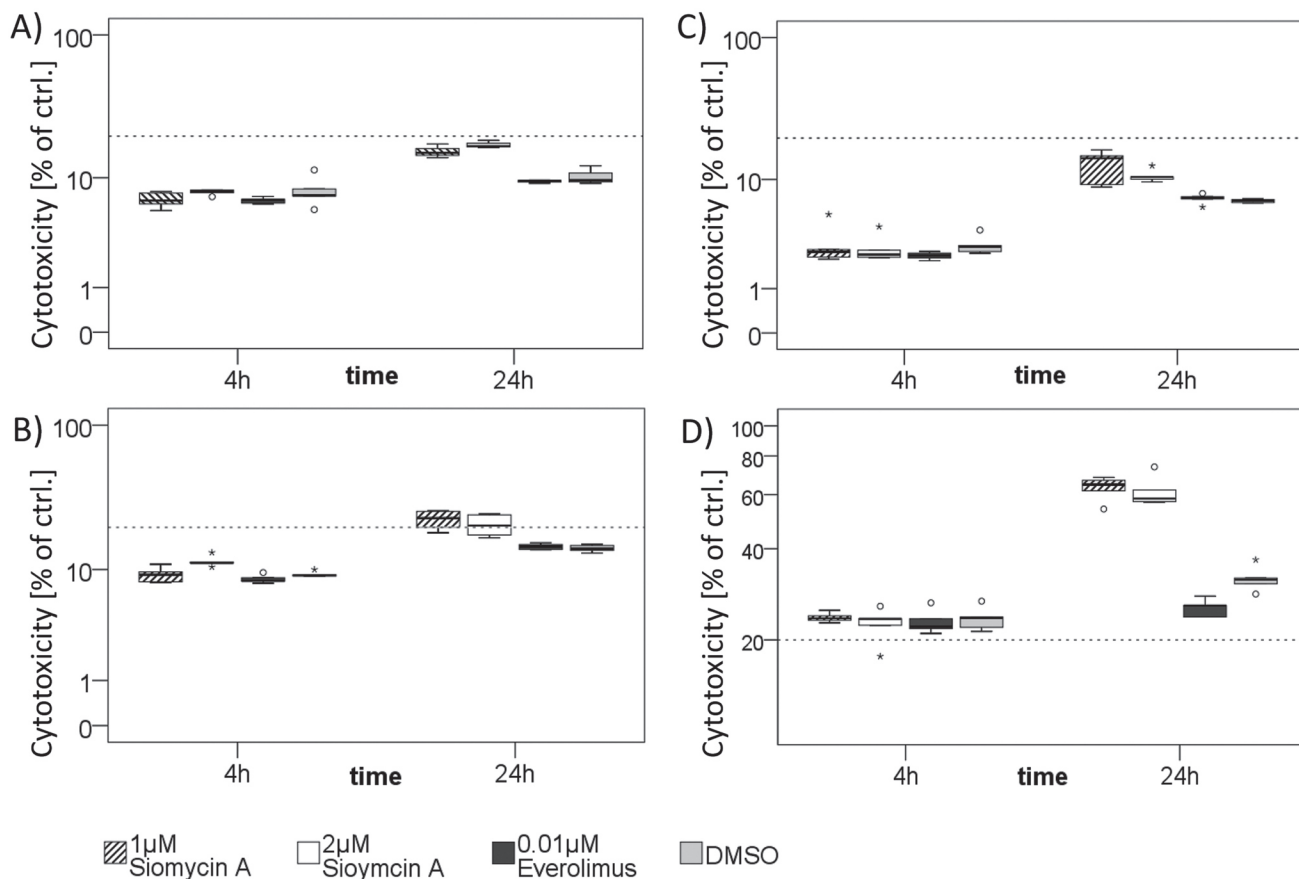 A)
Cytotoxicity [% of ctrl.]
100
10
1
0
4h
time
24h
C)
Cytotoxicity [% of ctrl.]
100
10
1
0
4h
time
24h
B)
Cytotoxicity [% of ctrl.]
100
10
1
0
4h
time
24h
D)
Cytotoxicity [% of ctrl.]
100
80
60
40
20
4h
time
24h
1µM
Siomycin A
2µM
Sioymcin A
0.01µM
Everolimus
DMSO